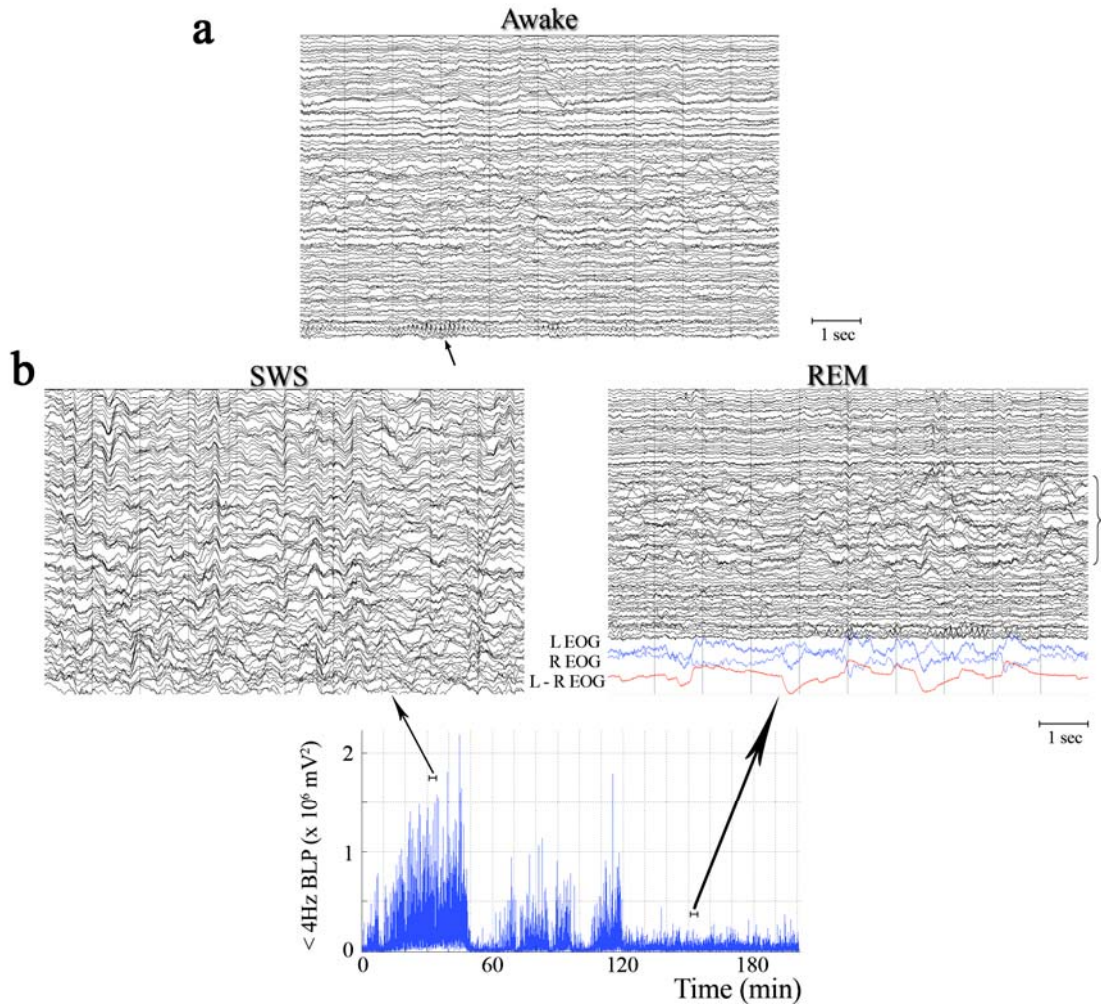 a
Awake
1 sec
b
SWS
REM
L EOG
R EOG
L - R EOG
1 sec
< 4Hz BLP (x 10⁶ mV²)
2
1
0
0 60 120 180
Time (min)